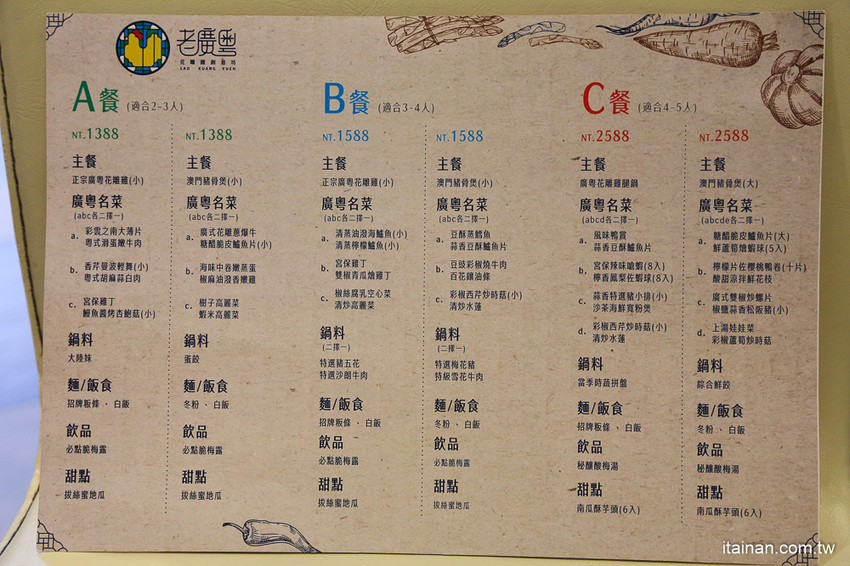 老廣粵
花雕雞創意坊
LAO KUANG YUEH
A餐 (適合2-3人)
NT.1388
主餐
正宗廣粵花雕雞(小)
廣粵名菜
(abc各二擇一)
a. 彩雲之南大薄片
粵式滑蛋嫩牛肉
b. 香芹曼波輕舞(小)
粵式胡麻蒜白肉
c. 宮保雞丁
鰻魚醬烤杏鮑菇(小)
鍋料
大陸妹
麵/飯食
招牌粄條 、 白飯
飲品
必點脆梅露
甜點
拔絲蜜地瓜
NT.1388
主餐
澳門豬骨煲(小)
廣粵名菜
(abc各二擇一)
a. 廣式花雕蔥爆牛
糖醋脆皮鱸魚片(小)
b. 海味中卷嫩蒸蛋
椒麻油潑香嫩雞
c. 樹子高麗菜
蝦米高麗菜
鍋料
蛋餃
麵/飯食
冬粉 、 白飯
飲品
必點脆梅露
甜點
拔絲蜜地瓜
B餐 (適合3-4人)
NT.1588
主餐
正宗廣粵花雕雞(小)
廣粵名菜
(abc各二擇一)
a. 清蒸油潑海鱸魚(小)
清蒸檸檬鱸魚(小)
b. 宮保雞丁
雙椒青瓜燴雞丁
c. 椒絲腐乳空心菜
清炒高麗菜
鍋料
(二擇一)
特選豬五花
特選沙朗牛肉
麵/飯食
招牌粄條 、 白飯
飲品
必點脆梅露
甜點
拔絲蜜地瓜
NT.1588
主餐
澳門豬骨煲(小)
廣粵名菜
(abc各二擇一)
a. 豆酥蒸鱈魚
蒜香豆酥鱸魚片
b. 豆豉彩椒燒牛肉
百花鑲油條
c. 彩椒西芹炒時菇(小)
清炒水蓮
鍋料
(二擇一)
特選梅花豬
特級雪花牛肉
麵/飯食
冬粉 、 白飯
飲品
必點脆梅露
甜點
拔絲蜜地瓜
C餐 (適合4-5人)
NT.2588
主餐
廣粵花雕雞腿鍋
廣粵名菜
(abcd各二擇一)
a. 風味鴨賞
蒜香豆酥鱸魚片
b. 宮保辣味嗆蝦(8入)
檸香鳳梨佐蝦球(8入)
c. 蒜香特選豬小排(小)
沙茶海鮮寬粉煲
d. 彩椒西芹炒時菇(小)
清炒水蓮
鍋料
當季時蔬拼盤
麵/飯食
招牌粄條 、 白飯
飲品
秘釀酸梅湯
甜點
南瓜酥芋頭(6入)
NT.2588
主餐
澳門豬骨煲(大)
廣粵名菜
(abcde各二擇一)
a. 糖醋脆皮鱸魚片(大)
鮮蘆筍燴蝦球(5入)
b. 檸檬片佐櫻桃鴨卷(十片)
酸甜涼拌鮮花枝
c. 廣式雙椒炒螺片
椒鹽蒜香松阪豬(小)
d. 上湯娃娃菜
彩椒蘆筍炒時菇
鍋料
綜合鮮餃
麵/飯食
冬粉 、 白飯
飲品
秘釀酸梅湯
甜點
南瓜酥芋頭(6入)
itainan.com.tw